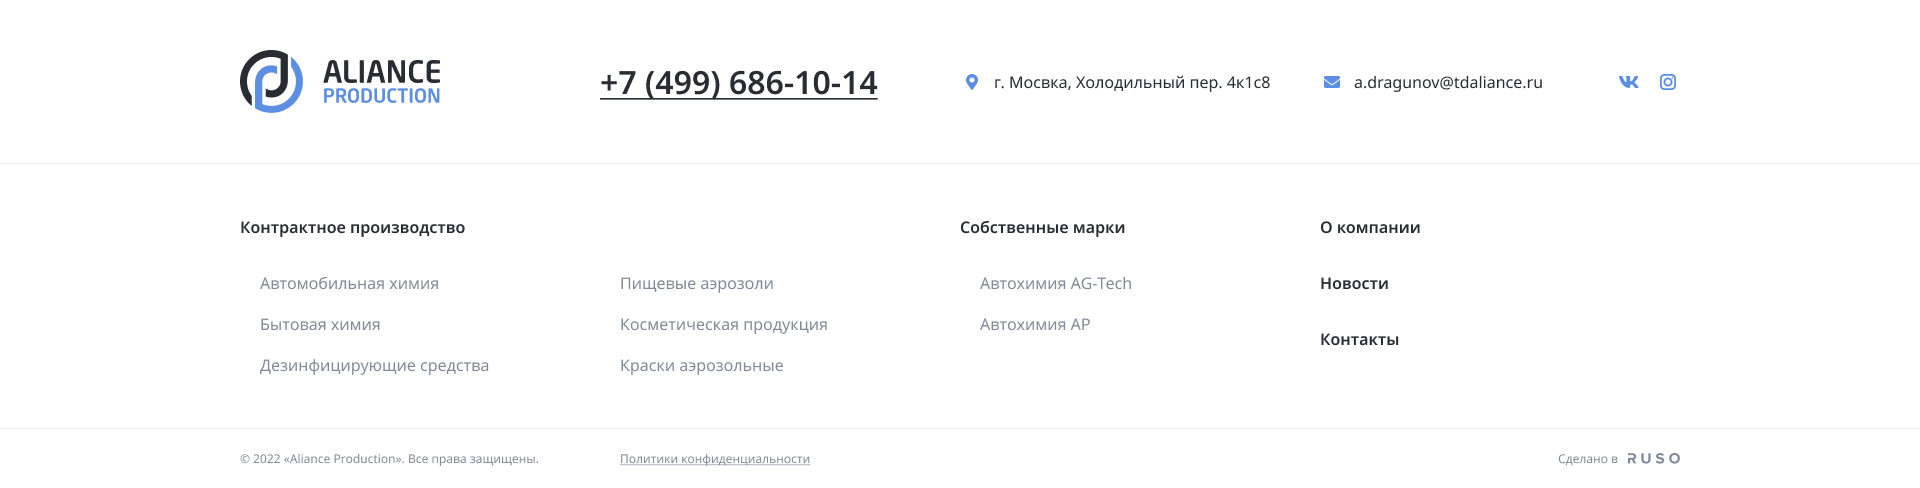 ALIANCE
PRODUCTION
+7 (499) 686-10-14
г. Мосвка, Холодильный пер. 4к1с8
a.dragunov@tdaliance.ru
Контрактное производство
Автомобильная химия
Бытовая химия
Дезинфицирующие средства
Пищевые аэрозоли
Косметическая продукция
Краски аэрозольные
Собственные марки
Автохимия AG-Tech
Автохимия AP
О компании
Новости
Контакты
© 2022 «Aliance Production». Все права защищены.
Политики конфиденциальности
Сделано в RUSO